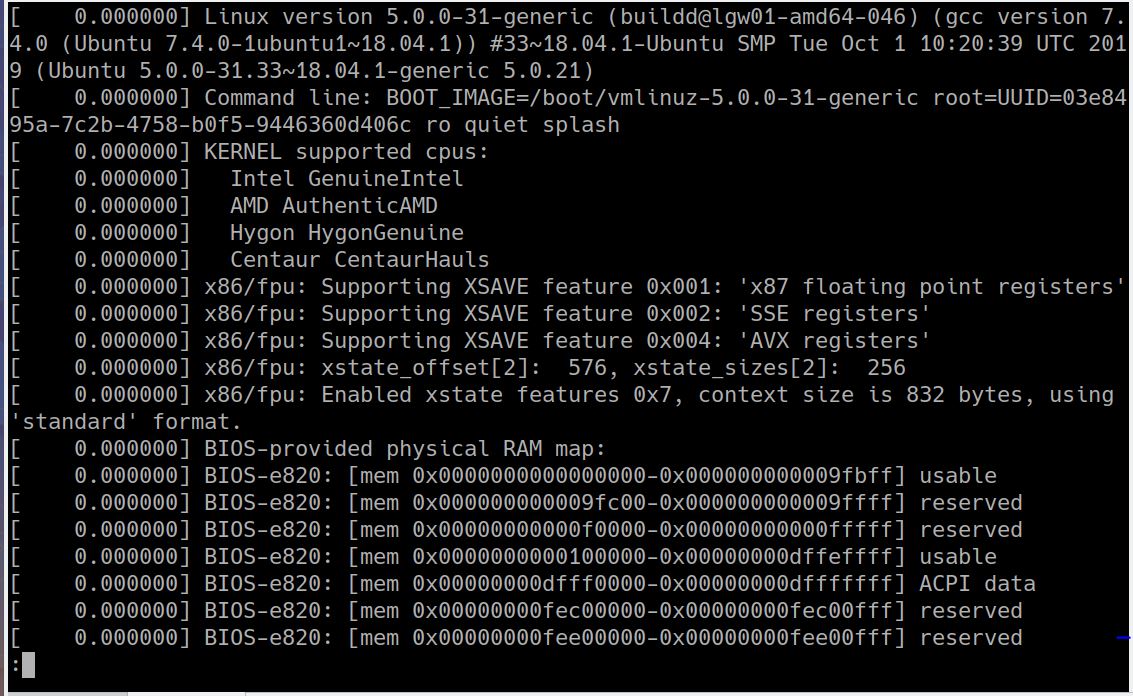 [    0.000000] Linux version 5.0.0-31-generic (buildd@lgw01-amd64-046) (gcc version 7.
4.0 (Ubuntu 7.4.0-1ubuntu1~18.04.1)) #33~18.04.1-Ubuntu SMP Tue Oct 1 10:20:39 UTC 201
9 (Ubuntu 5.0.0-31.33~18.04.1-generic 5.0.21)
[    0.000000] Command line: BOOT_IMAGE=/boot/vmlinuz-5.0.0-31-generic root=UUID=03e84
95a-7c2b-4758-b0f5-9446360d406c ro quiet splash
[    0.000000] KERNEL supported cpus:
[    0.000000]   Intel GenuineIntel
[    0.000000]   AMD AuthenticAMD
[    0.000000]   Hygon HygonGenuine
[    0.000000]   Centaur CentaurHauls
[    0.000000] x86/fpu: Supporting XSAVE feature 0x001: 'x87 floating point registers'
[    0.000000] x86/fpu: Supporting XSAVE feature 0x002: 'SSE registers'
[    0.000000] x86/fpu: Supporting XSAVE feature 0x004: 'AVX registers'
[    0.000000] x86/fpu: xstate_offset[2]:  576, xstate_sizes[2]:  256
[    0.000000] x86/fpu: Enabled xstate features 0x7, context size is 832 bytes, using
'standard' format.
[    0.000000] BIOS-provided physical RAM map:
[    0.000000] BIOS-e820: [mem 0x0000000000000000-0x000000000009fbff] usable
[    0.000000] BIOS-e820: [mem 0x000000000009fc00-0x000000000009ffff] reserved
[    0.000000] BIOS-e820: [mem 0x00000000000f0000-0x00000000000fffff] reserved
[    0.000000] BIOS-e820: [mem 0x0000000000100000-0x00000000dffeffff] usable
[    0.000000] BIOS-e820: [mem 0x00000000dfff0000-0x00000000dfffffff] ACPI data
[    0.000000] BIOS-e820: [mem 0x00000000fec00000-0x00000000fec00fff] reserved
[    0.000000] BIOS-e820: [mem 0x00000000fee00000-0x00000000fee00fff] reserved
: